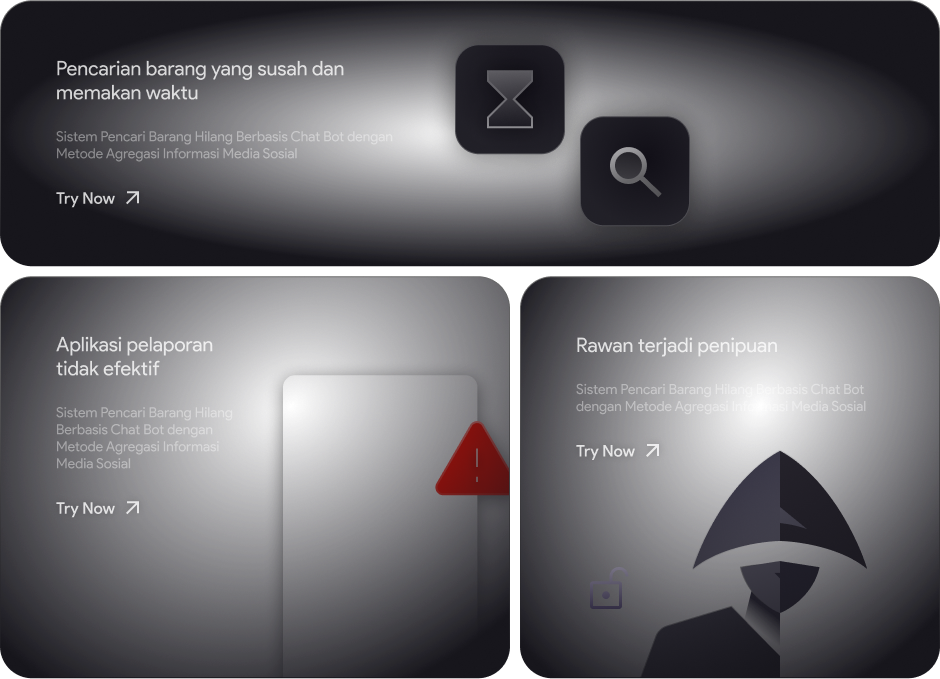 Pencarian barang yang susah dan
memakan waktu
Sistem Pencari Barang Hilang Berbasis Chat Bot dengan
Metode Agregasi Informasi Media Sosial
Try Now
Aplikasi pelaporan
tidak efektif
Sistem Pencari Barang Hilang
Berbasis Chat Bot dengan
Metode Agregasi Informasi
Media Sosial
Try Now
Rawan terjadi penipuan
Sistem Pencari Barang Hilang Berbasis Chat Bot
dengan Metode Agregasi Informasi Media Sosial
Try Now